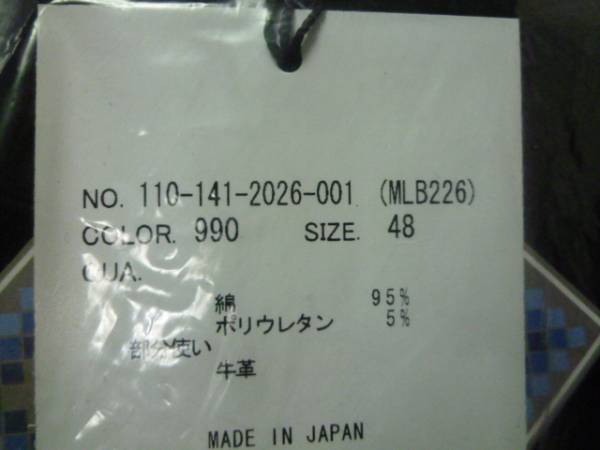 NO. 110-141-2026-001 (MLB226)
COLOR. 990 SIZE. 48
QUA.
綿 95%
ポリウレタン 5%
部分使い
牛革
MADE IN JAPAN